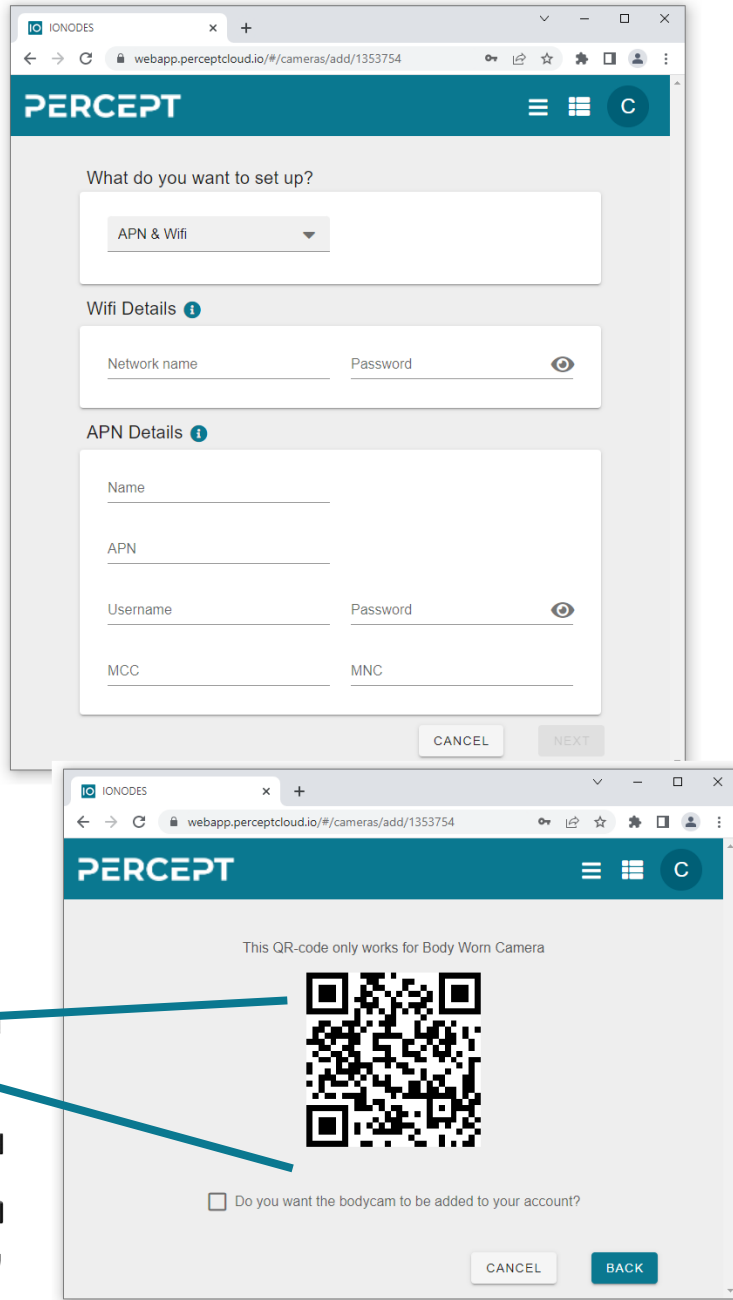 IO IONODES
webapp.perceptcloud.io/#/cameras/add/1353754
PERCEPT
C
What do you want to set up?
APN & Wifi
Wifi Details
Network name Password
APN Details
Name
APN
Username Password
MCC MNC
CANCEL NEXT
IO IONODES
webapp.perceptcloud.io/#/cameras/add/1353754
PERCEPT
C
This QR-code only works for Body Worn Camera
Do you want the bodycam to be added to your account?
CANCEL BACK